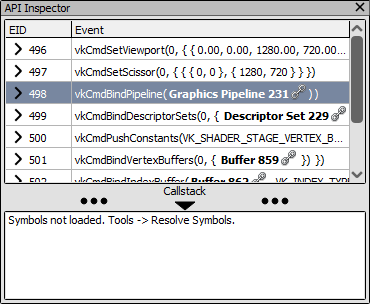 API Inspector
EID Event
496 vkCmdSetViewport(0, { { 0.00, 0.00, 1280.00, 720.00...
497 vkCmdSetScissor(0, { { { 0, 0 }, { 1280, 720 } } })
498 vkCmdBindPipeline( Graphics Pipeline 231 ) )
499 vkCmdBindDescriptorSets(0, { Descriptor Set 229
500 vkCmdPushConstants(VK_SHADER_STAGE_VERTEX_B...
501 vkCmdBindVertexBuffers(0, { Buffer 859 }) })
502 vkCmdBindIndexBuffer( Buffer 862 , VK_INDEX_TYPE
Callstack
Symbols not loaded. Tools -> Resolve Symbols.